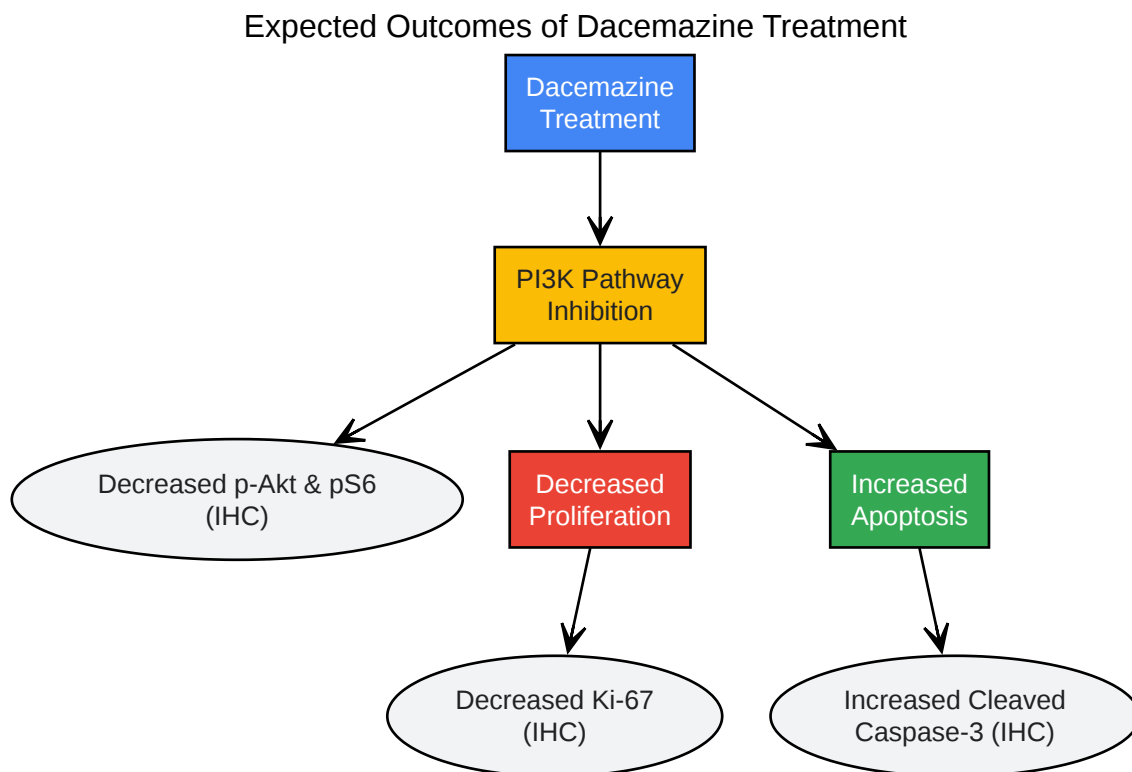 Expected Outcomes of Dacemazine Treatment
Dacemazine
Treatment
PI3K Pathway
Inhibition
Decreased p-Akt & pS6
(IHC)
Decreased
Proliferation
Increased
Apoptosis
Decreased Ki-67
(IHC)
Increased Cleaved
Caspase-3 (IHC)